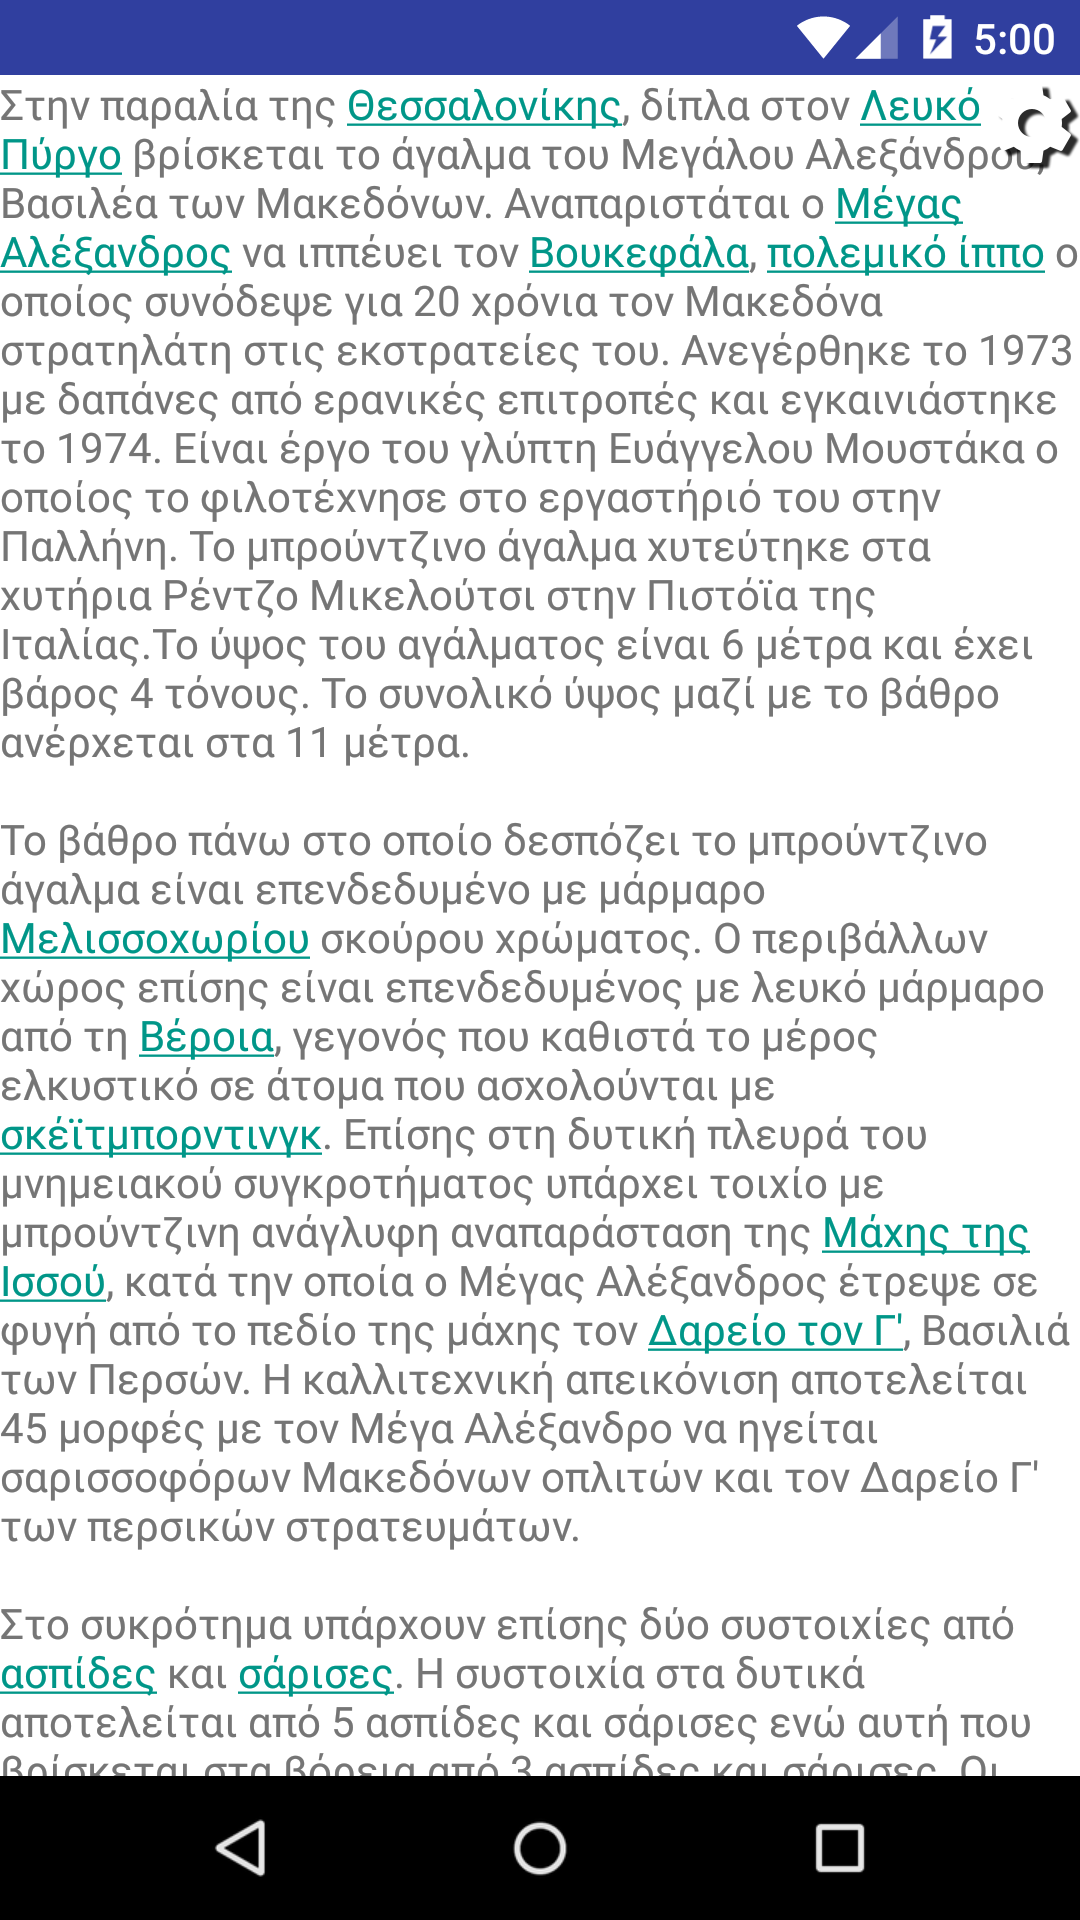 5:00
Στην παραλία της Θεσσαλονίκης, δίπλα στον Λευκό
Πύργο βρίσκεται το άγαλμα του Μεγάλου Αλεξάνδρου,
Βασιλέα των Μακεδόνων. Αναπαριστάται ο Μέγας
Αλέξανδρος να ιππέυει τον Βουκεφάλα, πολεμικό ίππο ο
οποίος συνόδεψε για 20 χρόνια τον Μακεδόνα
στρατηλάτη στις εκστρατείες του. Ανεγέρθηκε το 1973
με δαπάνες από ερανικές επιτροπές και εγκαινιάστηκε
το 1974. Είναι έργο του γλύπτη Ευάγγελου Μουστάκα ο
οποίος το φιλοτέχνησε στο εργαστήριό του στην
Παλλήνη. Το μπρούντζινο άγαλμα χυτεύτηκε στα
χυτήρια Ρέντζο Μικελούτσι στην Πιστόϊα της
Ιταλίας.Το ύψος του αγάλματος είναι 6 μέτρα και έχει
βάρος 4 τόνους. Το συνολικό ύψος μαζί με το βάθρο
ανέρχεται στα 11 μέτρα.
Το βάθρο πάνω στο οποίο δεσπόζει το μπρούντζινο
άγαλμα είναι επενδεδυμένο με μάρμαρο
Μελισσοχωρίου σκούρου χρώματος. Ο περιβάλλων
χώρος επίσης είναι επενδεδυμένος με λευκό μάρμαρο
από τη Βέροια, γεγονός που καθιστά το μέρος
ελκυστικό σε άτομα που ασχολούνται με
σκέϊτμπορντινγκ. Επίσης στη δυτική πλευρά του
μνημειακού συγκροτήματος υπάρχει τοιχίο με
μπρούντζινη ανάγλυφη αναπαράσταση της Μάχης της
Ισσού, κατά την οποία ο Μέγας Αλέξανδρος έτρεψε σε
φυγή από το πεδίο της μάχης τον Δαρείο τον Γ', Βασιλιά
των Περσών. Η καλλιτεχνική απεικόνιση αποτελείται
45 μορφές με τον Μέγα Αλέξανδρο να ηγείται
σαρισσοφόρων Μακεδόνων οπλιτών και τον Δαρείο Γ'
των περσικών στρατευμάτων.
Στο συκρότημα υπάρχουν επίσης δύο συστοιχίες από
ασπίδες και σάρισες. Η συστοιχία στα δυτικά
αποτελείται από 5 ασπίδες και σάρισες ενώ αυτή που
βρίσκεται στα βόρεια από 3 ασπίδες και σάρισες. Οι